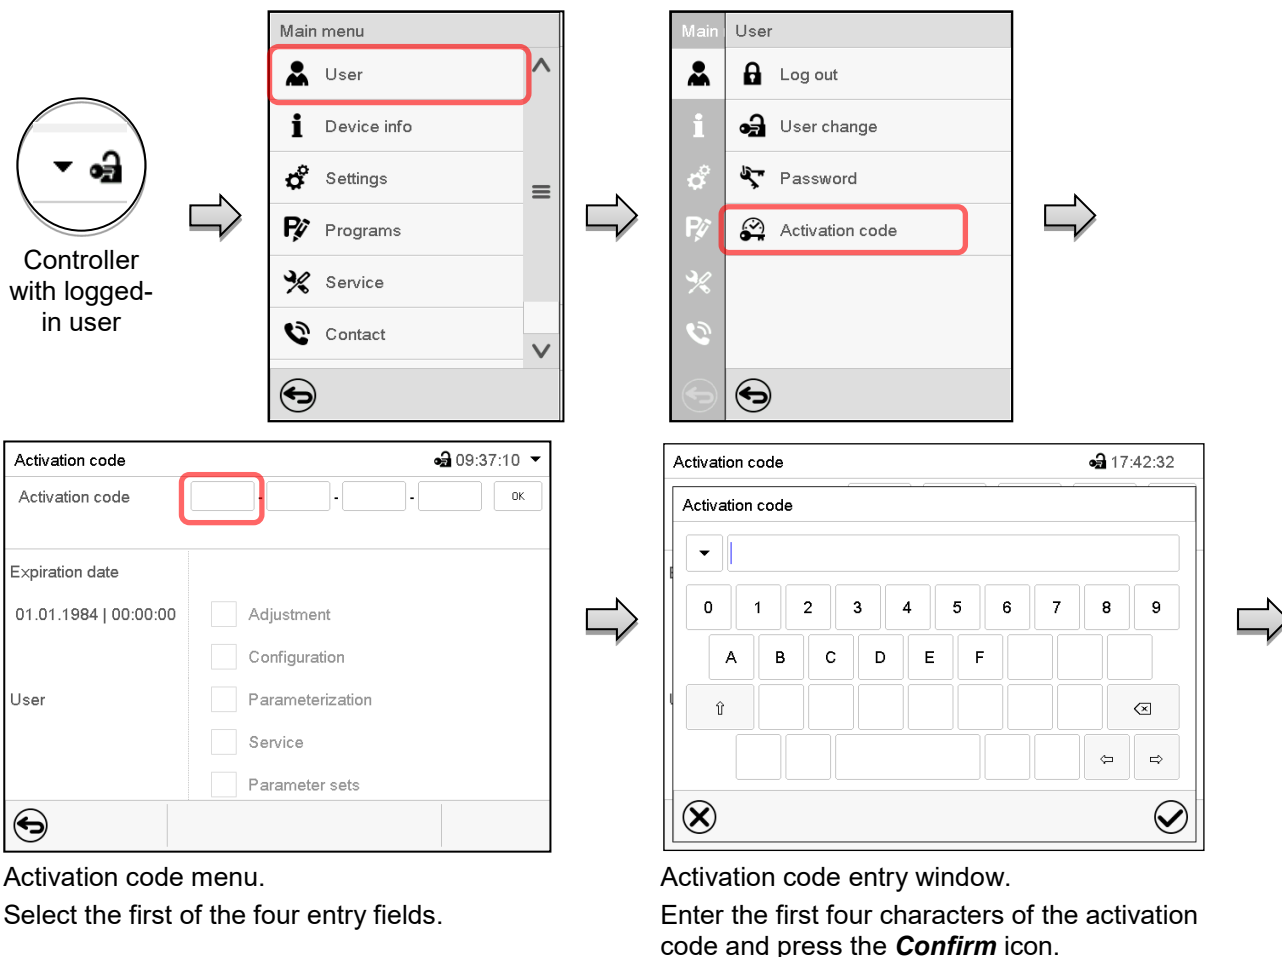 Controller
with logged-
in user
Main menu
User
Device info
Settings
Programs
Service
Contact
Main
User
Log out
User change
Password
Activation code
Activation code
09:37:10
Activation code
- - -
OK
Expiration date
01.01.1984 | 00:00:00
Adjustment
Configuration
User
Parameterization
Service
Parameter sets
Activation code menu.
Select the first of the four entry fields.
Activation code
17:42:32
Activation code
0 1 2 3 4 5 6 7 8 9
A B C D E F
Activation code entry window.
Enter the first four characters of the activation
code and press the Confirm icon.